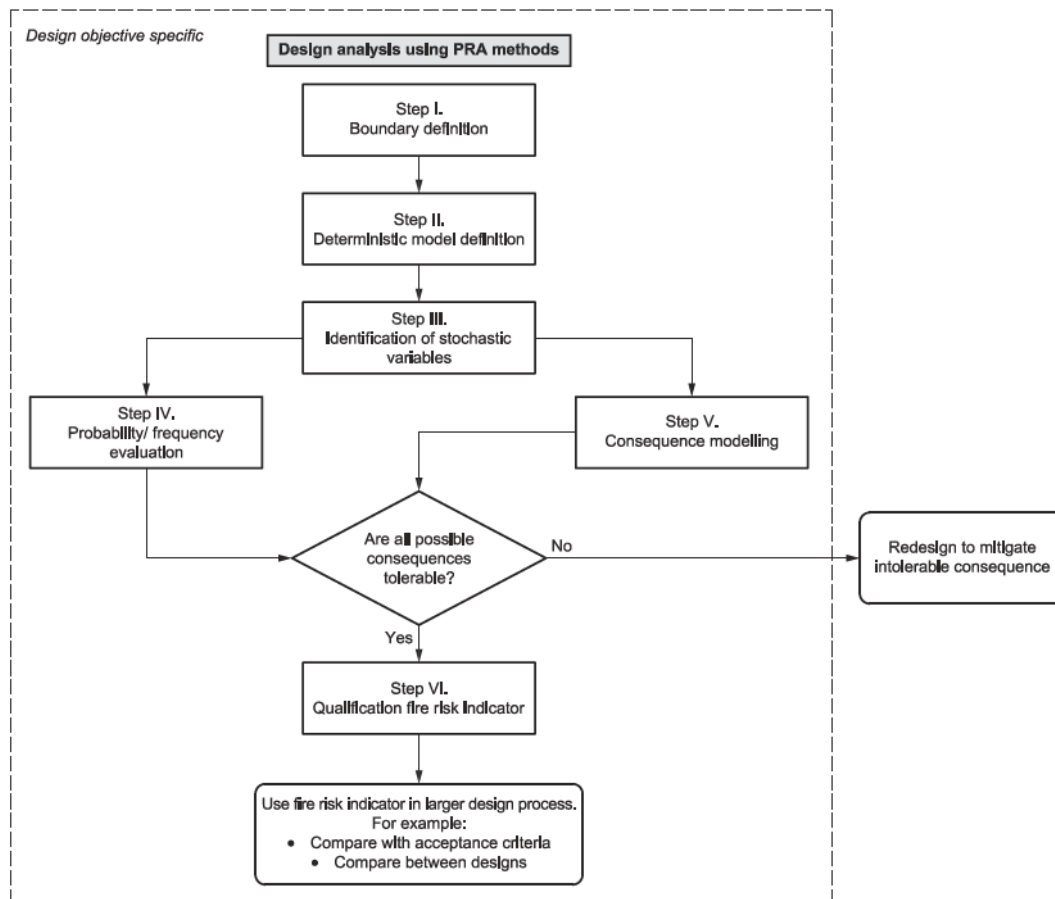 Design objective specific
Design analysis using PRA methods
Step I.
Boundary definition
Step II.
Deterministic model definition
Step III.
Identification of stochastic
variables
Step IV.
Probability/ frequency
evaluation
Step V.
Consequence modelling
Are all possible
consequences
tolerable?
No
Redesign to mitigate
intolerable consequence
Yes
Step VI.
Qualification fire risk indicator
Use fire risk indicator in larger design process.
For example:
• Compare with acceptance criteria
• Compare between designs